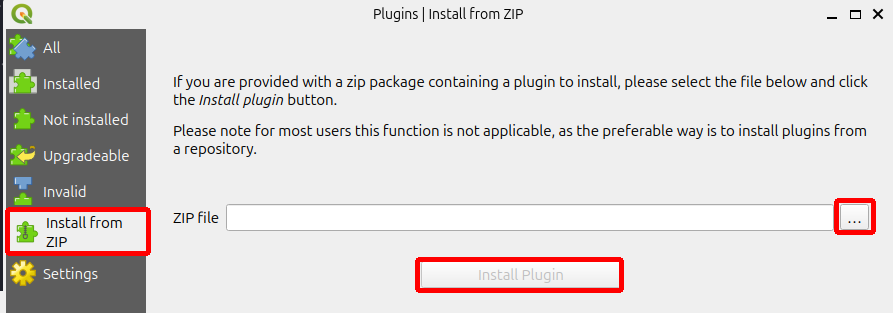 Plugins | Install from ZIP
All
Installed
Not installed
Upgradeable
Invalid
Install from
ZIP
Settings
If you are provided with a zip package containing a plugin to install, please select the file below and click
the Install plugin button.
Please note for most users this function is not applicable, as the preferable way is to install plugins from
a repository.
ZIP file
...
Install Plugin